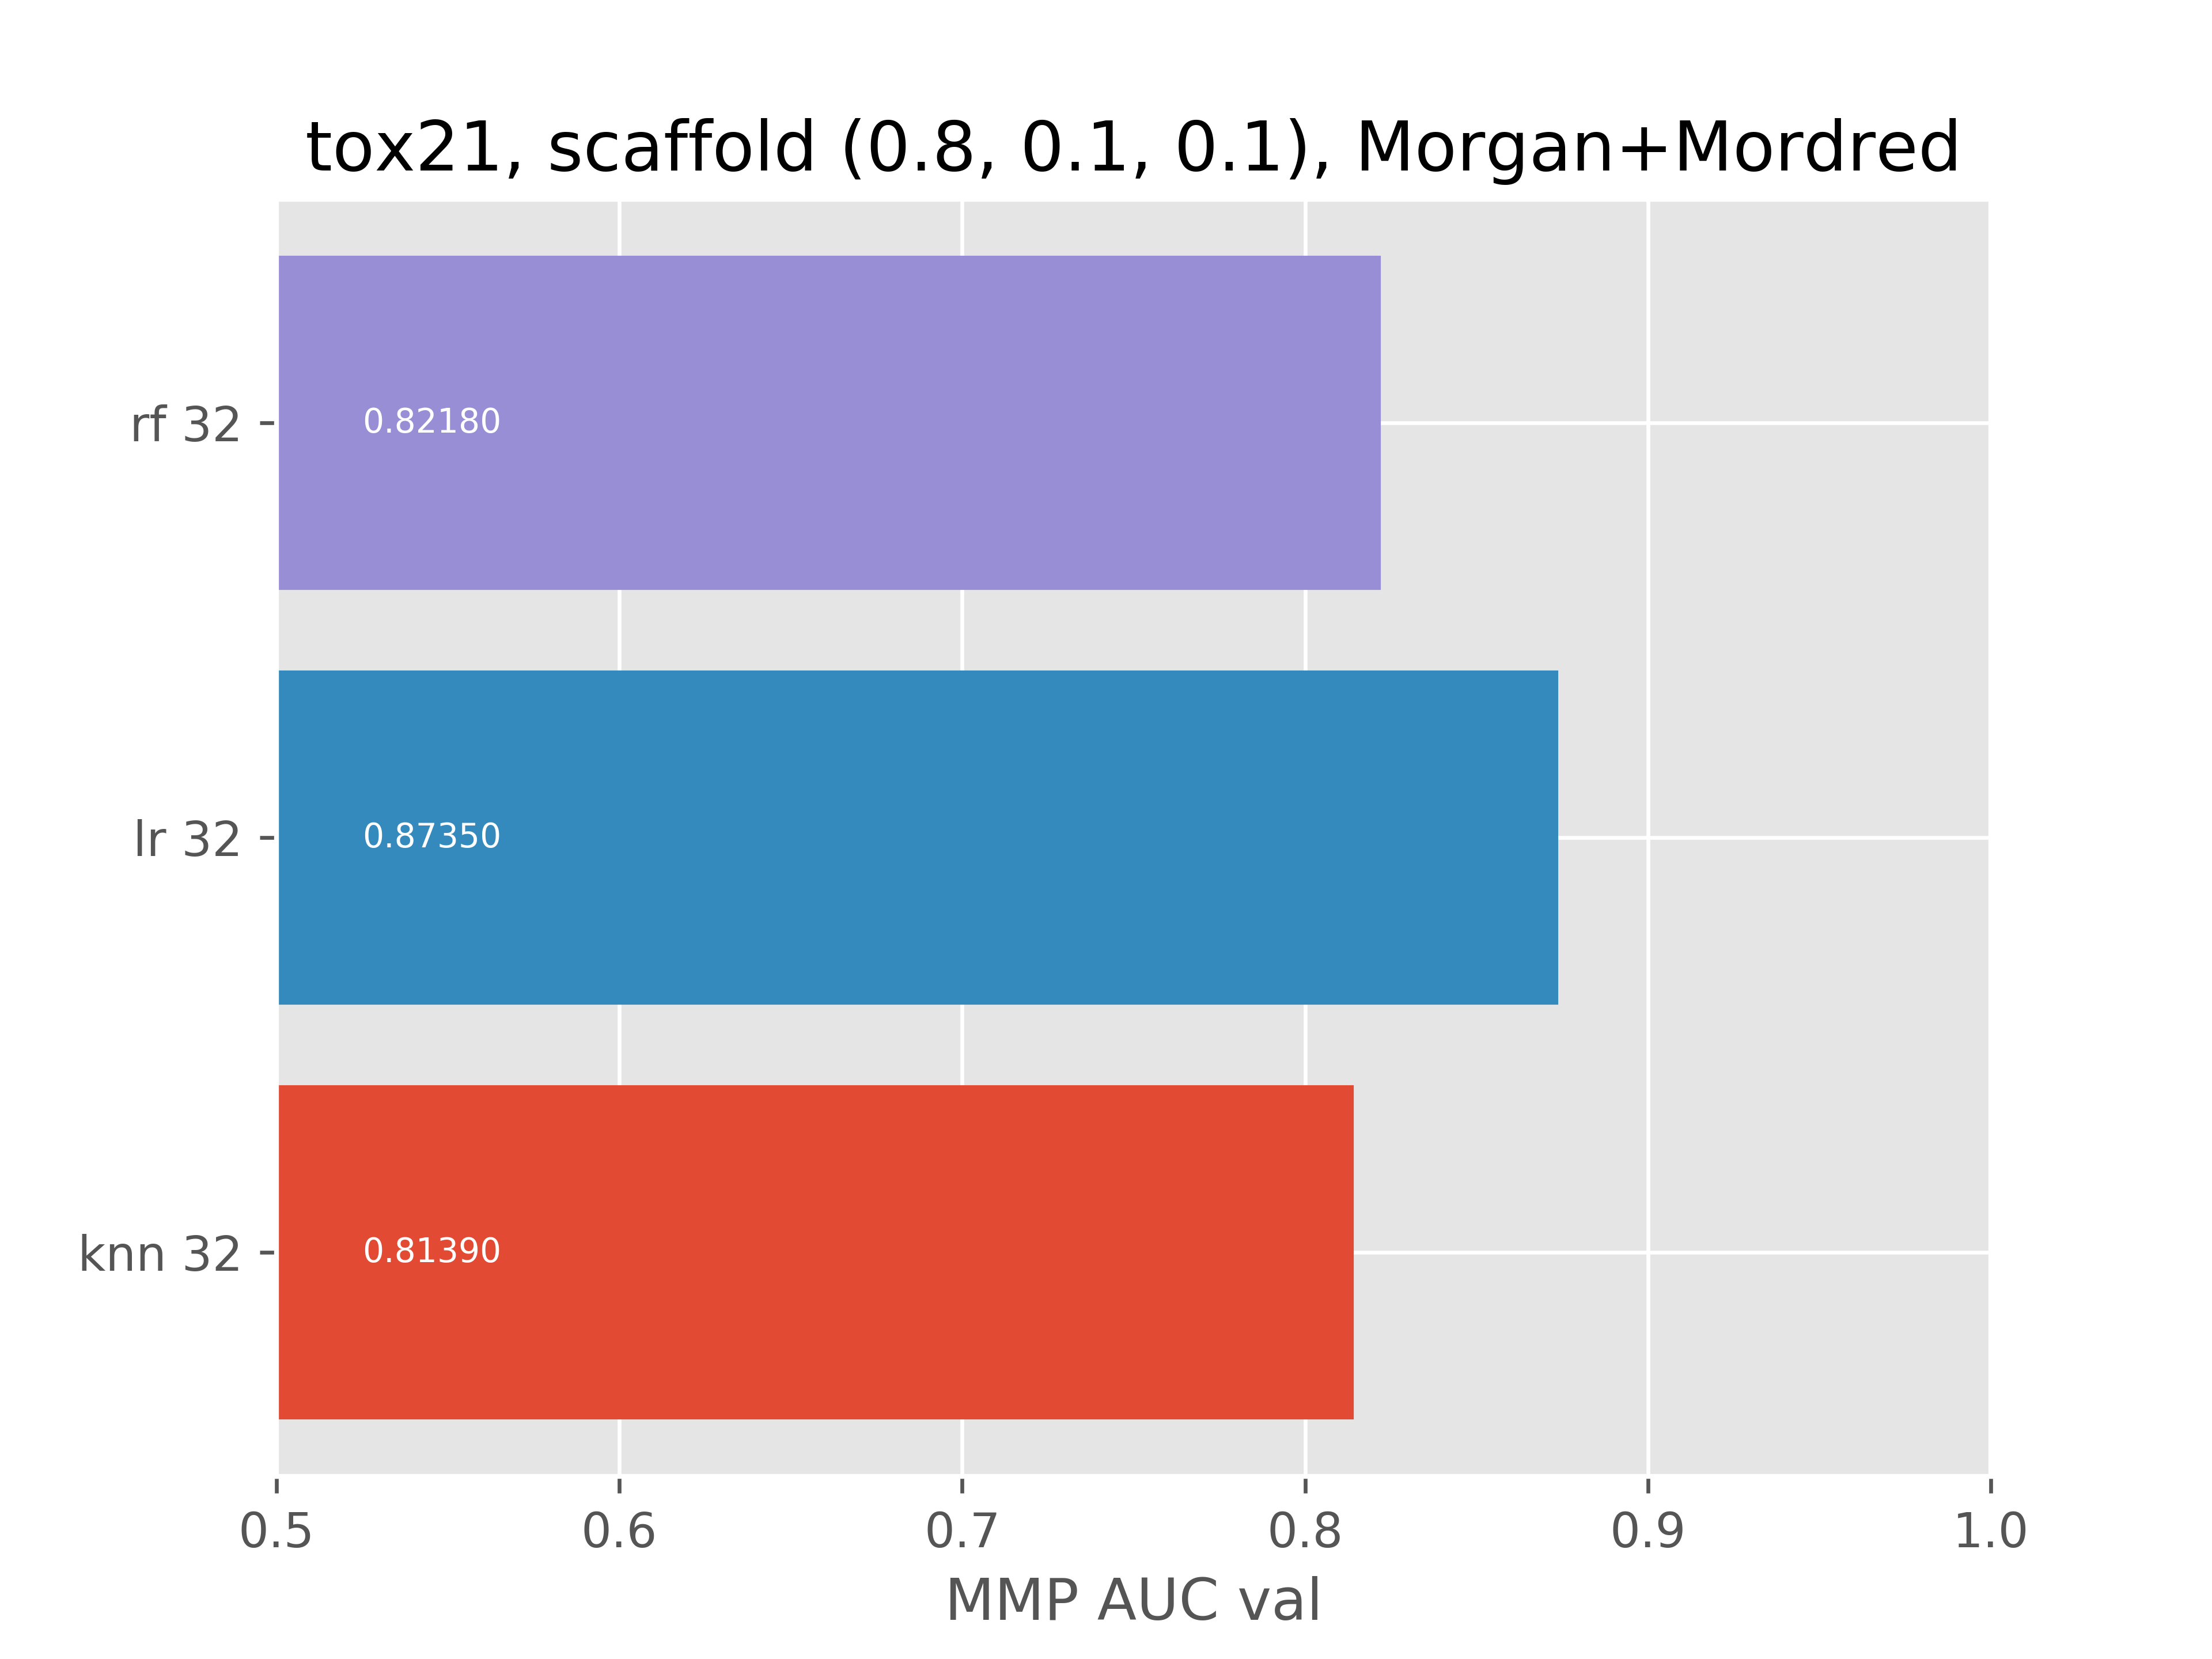 tox21, scaffold (0.8, 0.1, 0.1), Morgan+Mordred
rf 32
0.82180
lr 32
0.87350
knn 32
0.81390
0.5 0.6 0.7 0.8 0.9 1.0
MMP AUC val